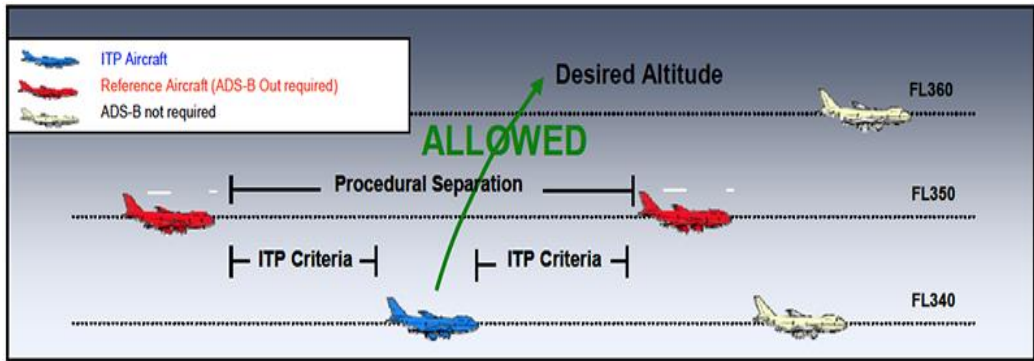 ITP Aircraft
Reference Aircraft (ADS-B Out required)
ADS-B not required
Desired Altitude
FL360
ALLOWED
Procedural Separation
FL350
ITP Criteria
ITP Criteria
FL340